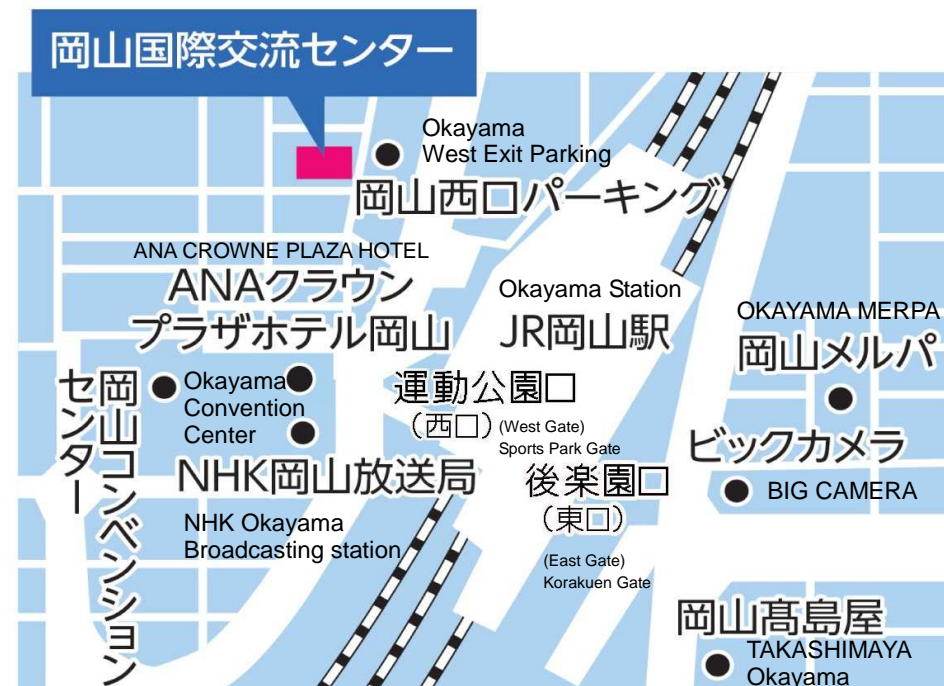 岡山国際交流センター
Okayama
West Exit Parking
岡山西口パーキング
ANA CROWNE PLAZA HOTEL
ANAクラウン
プラザホテル岡山
Okayama Station
JR岡山駅
OKAYAMA MERPA
岡山メルパ
岡山コンベンション
センター
Okayama
Convention
Center
運動公園口
（西口）
(West Gate)
Sports Park Gate
ビックカメラ
BIG CAMERA
NHK岡山放送局
NHK Okayama
Broadcasting station
後楽園口
（東口）
(East Gate)
Korakuen Gate
岡山髙島屋
TAKASHIMAYA
Okayama